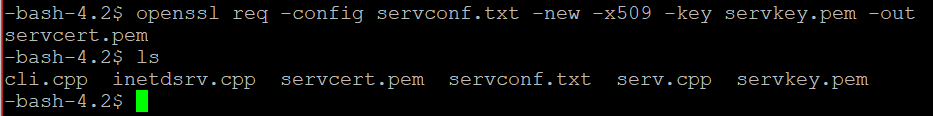 -bash-4.2$ openssl req -config servconf.txt -new -x509 -key servkey.pem -out
servcert.pem
-bash-4.2$ ls
cli.cpp  inetdsrv.cpp  servcert.pem  servconf.txt  serv.cpp  servkey.pem
-bash-4.2$